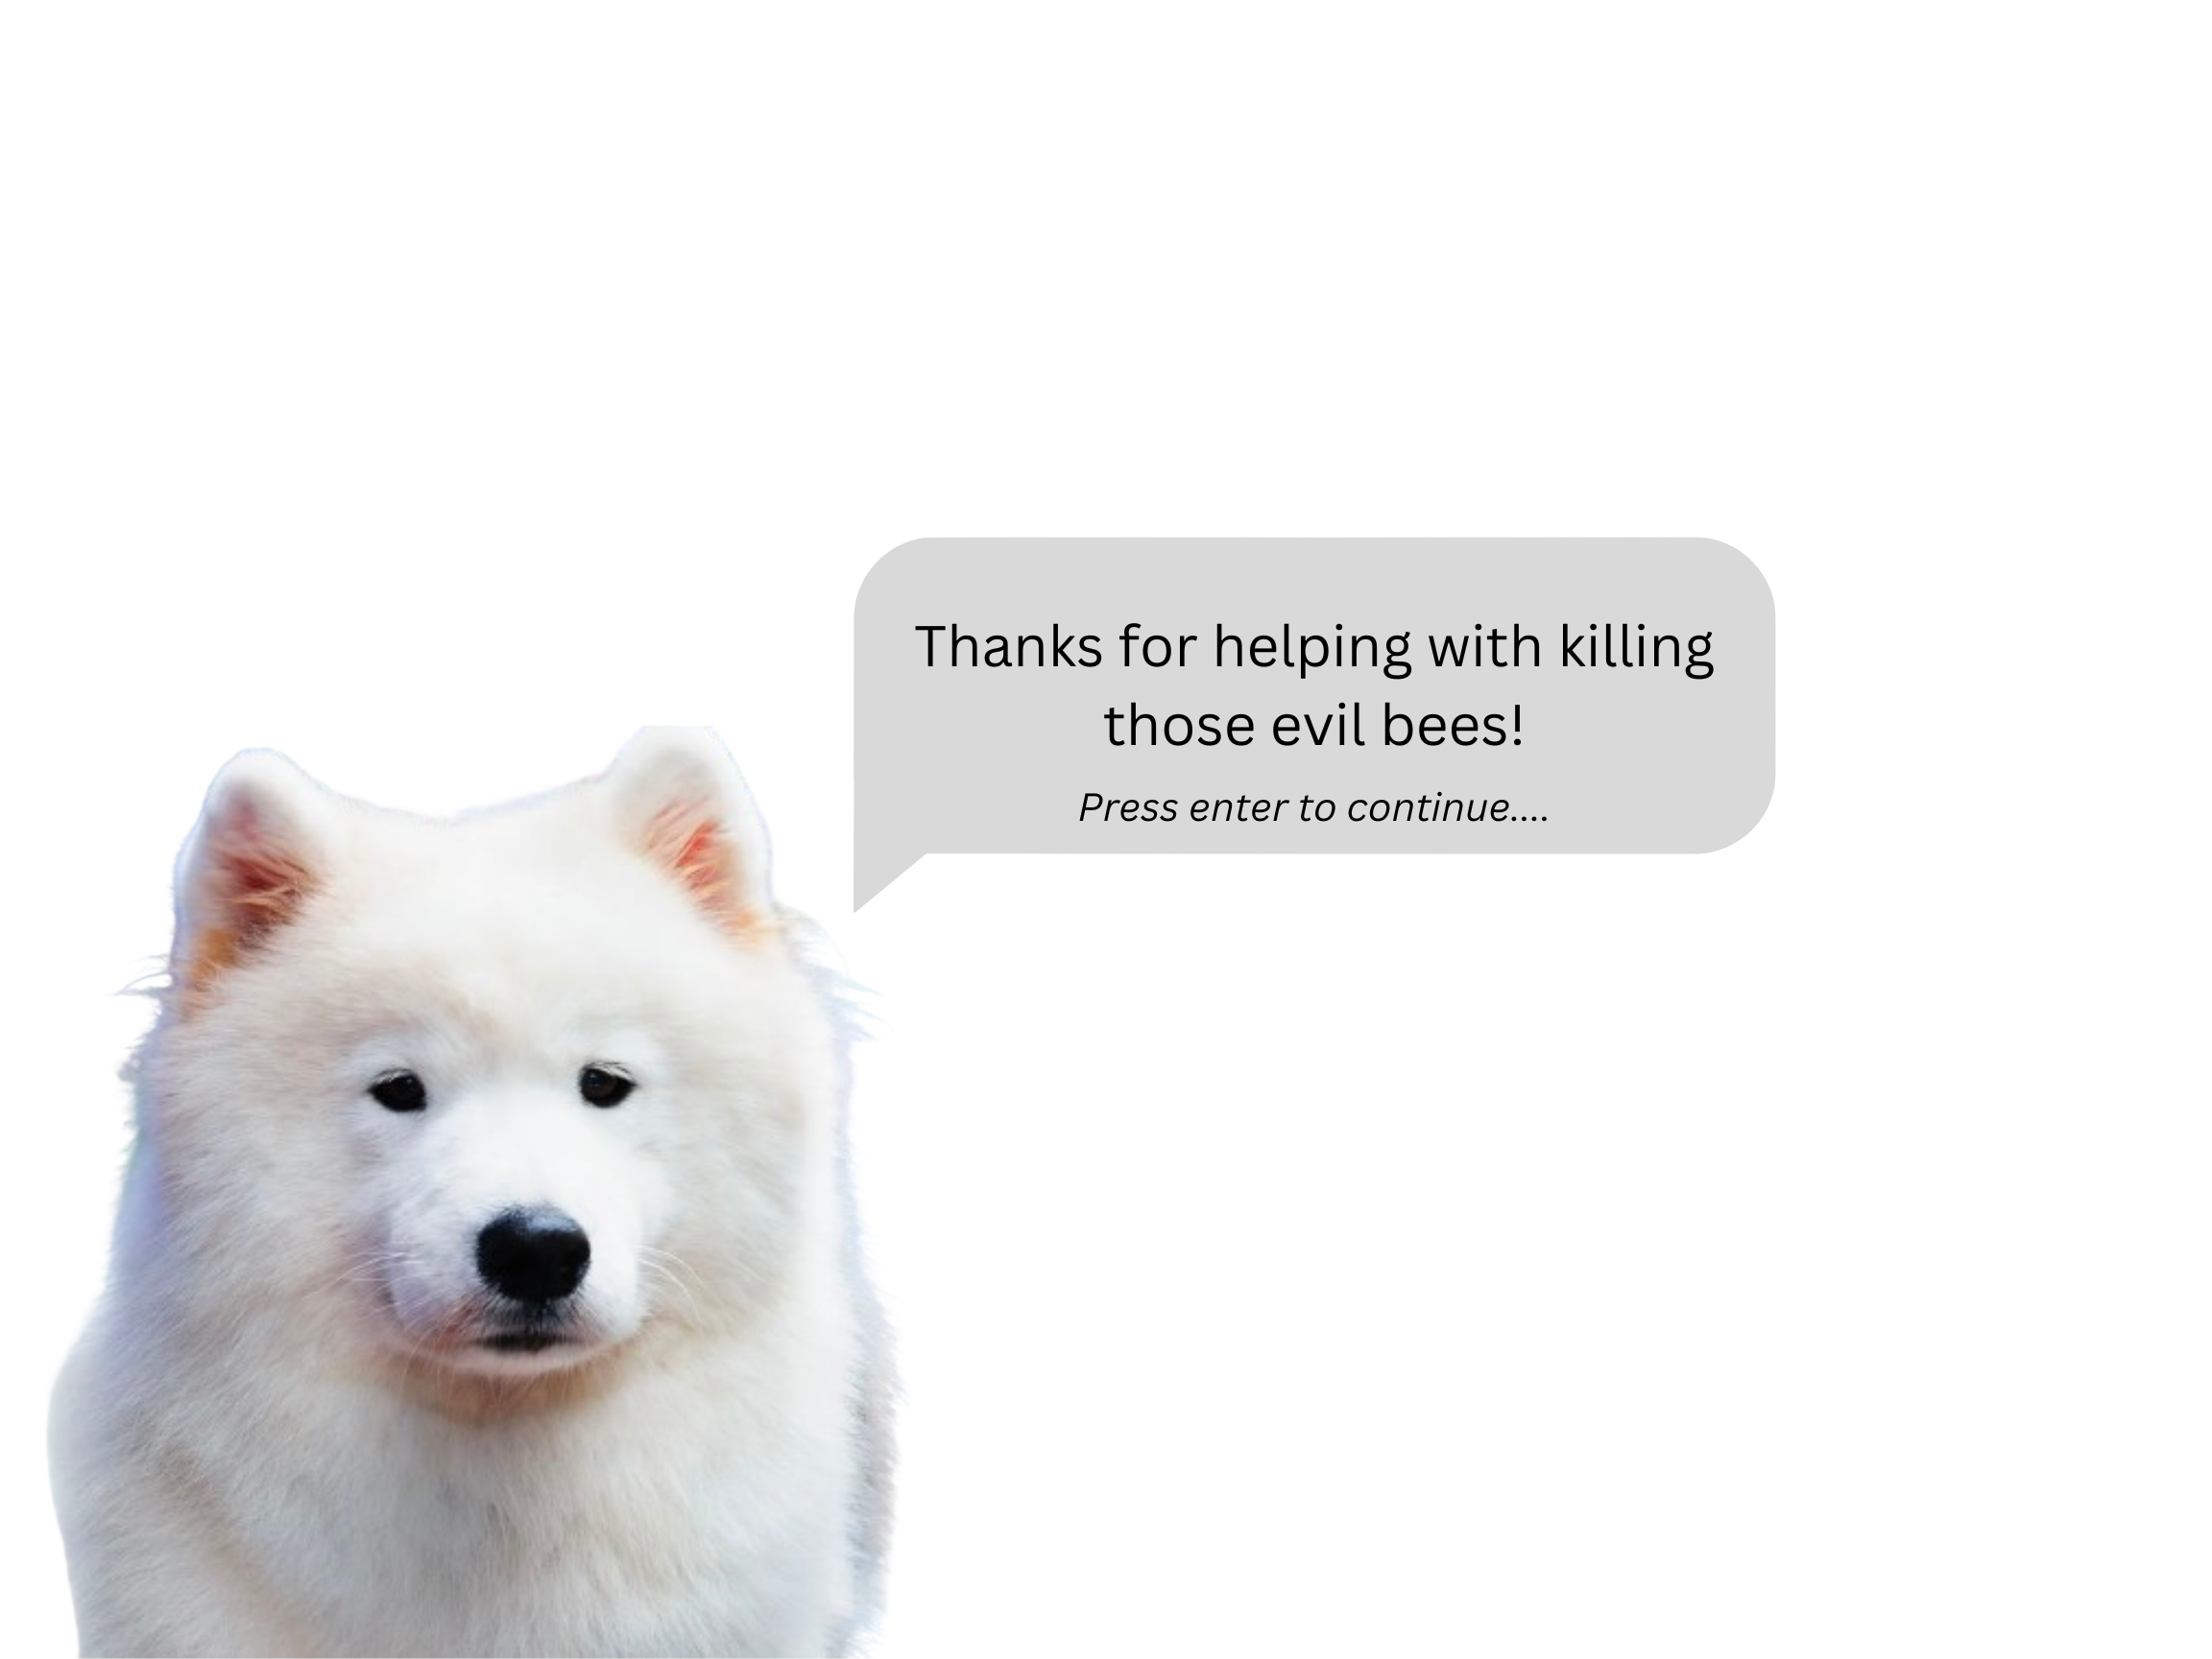 Thanks for helping with killing
those evil bees!
Press enter to continue....